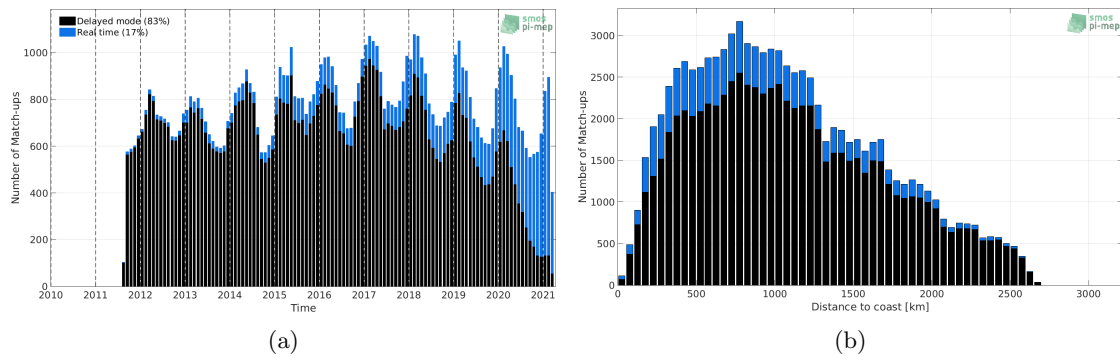 Delayed mode (83%)
Real time (17%)
smos
pi-mep
Number of Match-ups
1000
800
600
400
200
0
2010 2011 2012 2013 2014 2015 2016 2017 2018 2019 2020 2021
Time
(a)
smos
pi-mep
Number of Match-ups
3000
2500
2000
1500
1000
500
0
0 500 1000 1500 2000 2500 3000
Distance to coast [km]
(b)